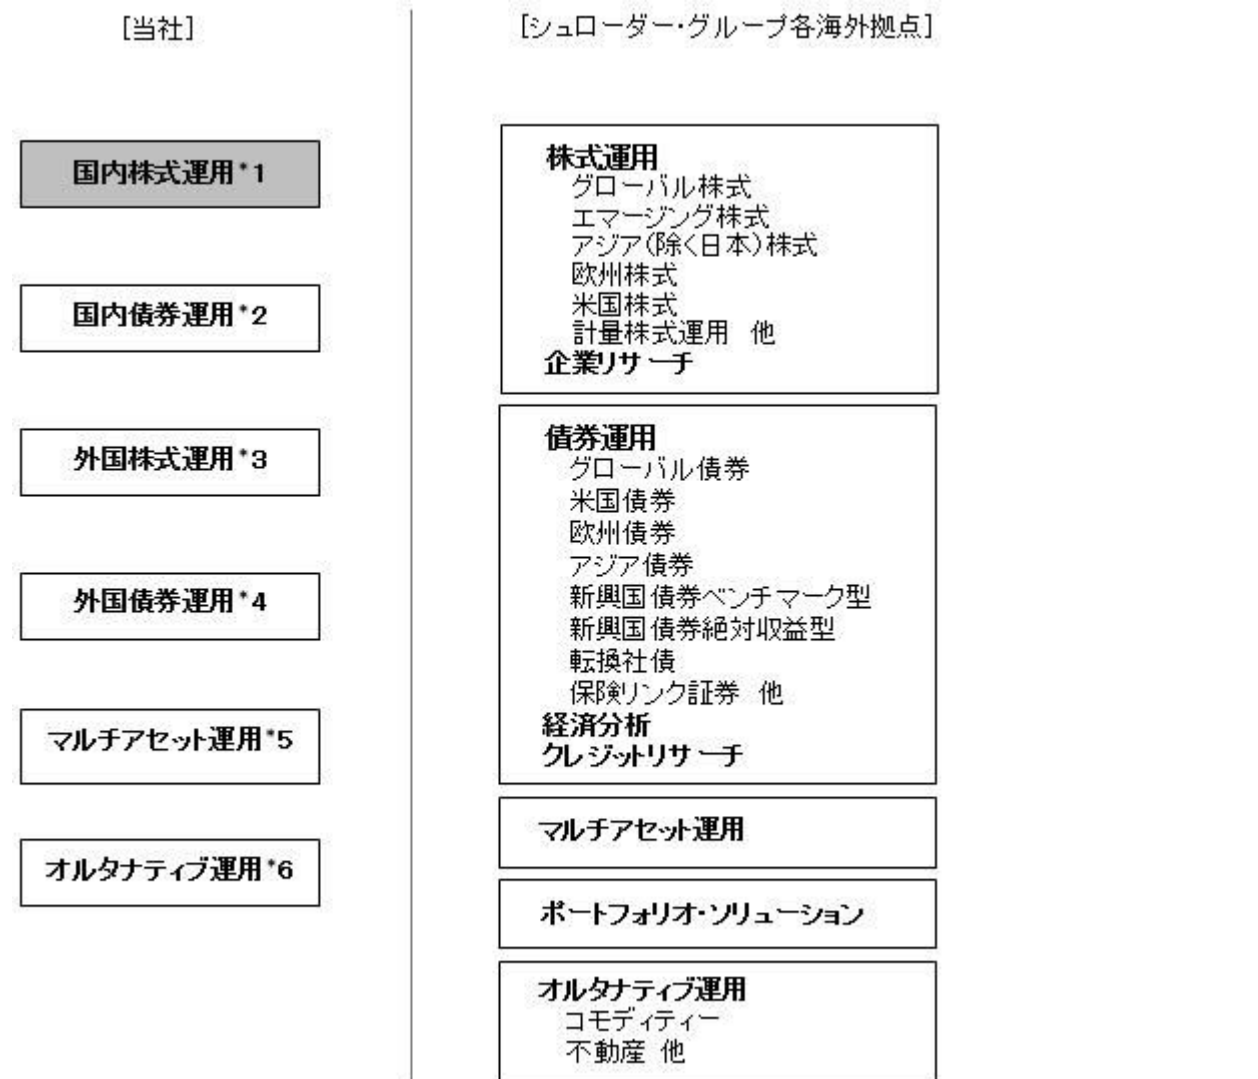 [当社]
国内株式運用*1
国内債券運用*2
外国株式運用*3
外国債券運用*4
マルチアセット運用*5
オルタナティブ運用*6
[シュローダー・グループ各海外拠点]
株式運用
グローバル株式
エマージング株式
アジア(除く日本)株式
欧州株式
米国株式
計量株式運用 他
企業リサーチ
債券運用
グローバル債券
米国債券
欧州債券
アジア債券
新興国債券ベンチマーク型
新興国債券絶対収益型
転換社債
保険リンク証券 他
経済分析
クレジットリサーチ
マルチアセット運用
ポートフォリオ・ソリューション
オルタナティブ運用
コモディティー
不動産 他